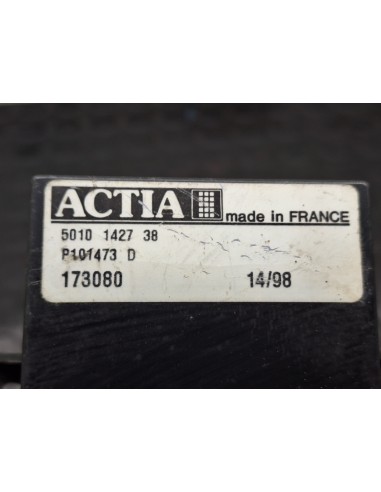 ACTIA made in FRANCE
5010 1427 38
P101473 D
173080 14/98